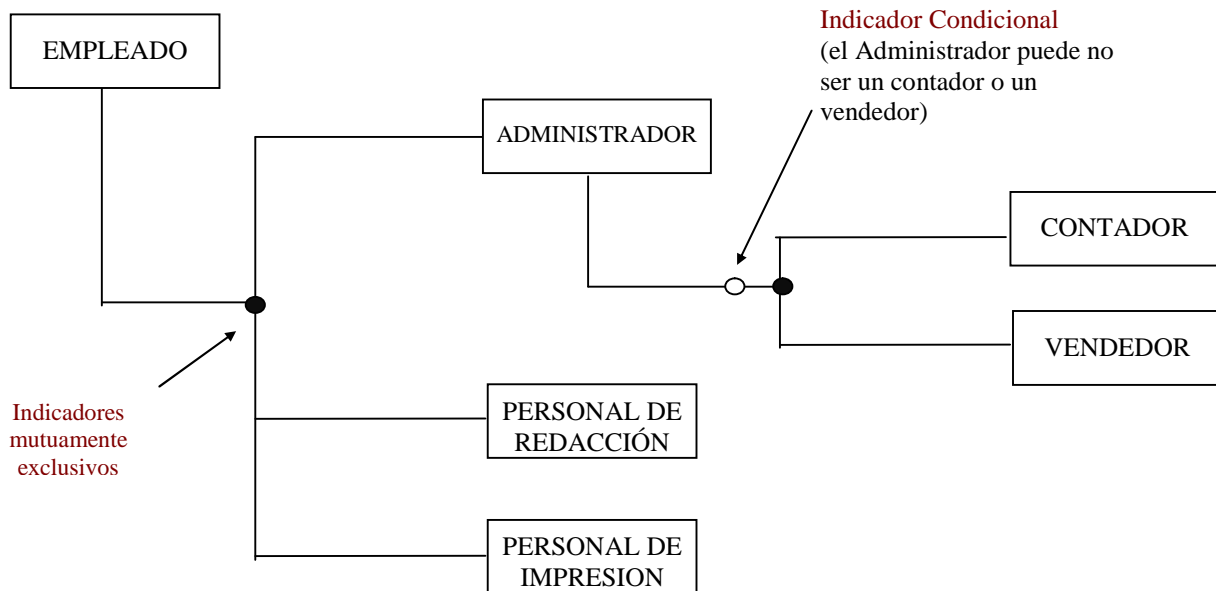 EMPLEADO
Indicador Condicional
(el Administrador puede no
ser un contador o un
vendedor)
ADMINISTRADOR
CONTADOR
VENDEDOR
Indicadores
mutuamente
exclusivos
PERSONAL DE
REDACCIÓN
PERSONAL DE
IMPRESION